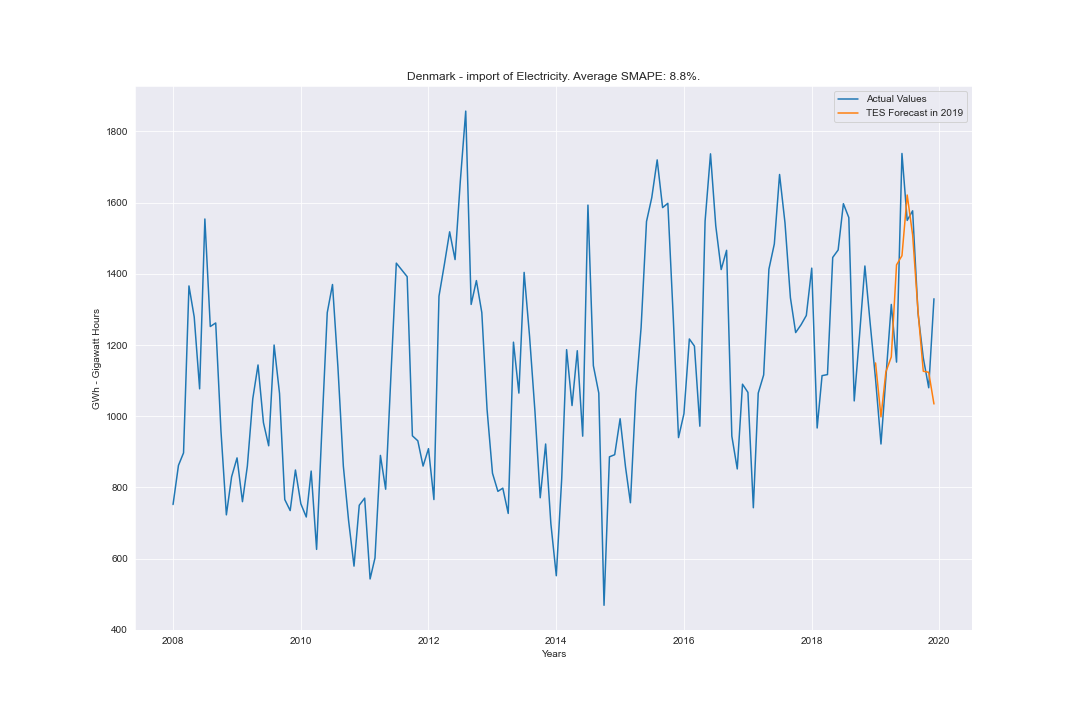 Denmark - import of Electricity. Average SMAPE: 8.8%.
Actual Values
TES Forecast in 2019
GWh - Gigawatt Hours
1800
1600
1400
1200
1000
800
600
400
2008 2010 2012 2014 2016 2018 2020
Years